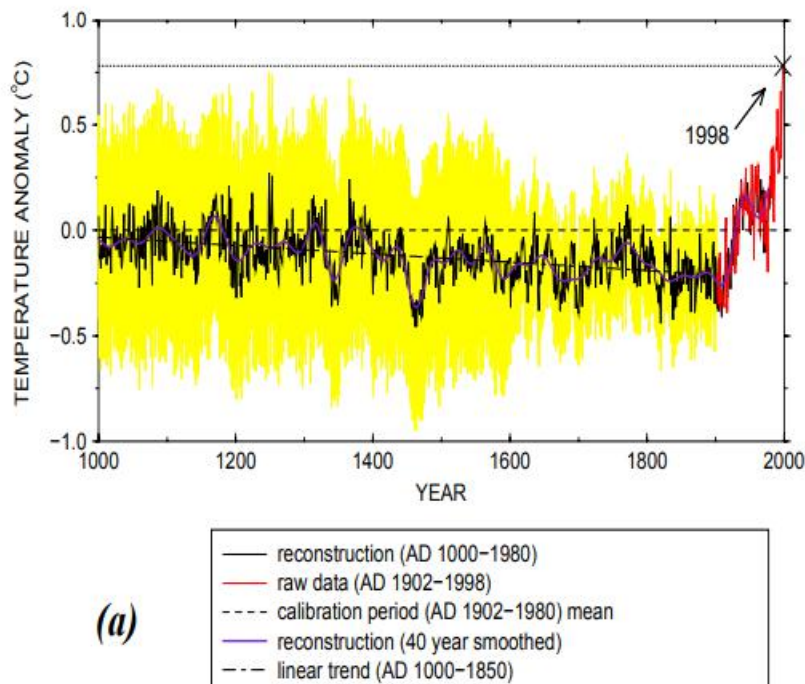 1.0
0.5
0.0
−0.5
−1.0
TEMPERATURE ANOMALY (°C)
1998
1000 1200 1400 1600 1800 2000
YEAR
(a)
reconstruction (AD 1000−1980)
raw data (AD 1902−1998)
calibration period (AD 1902−1980) mean
reconstruction (40 year smoothed)
linear trend (AD 1000−1850)